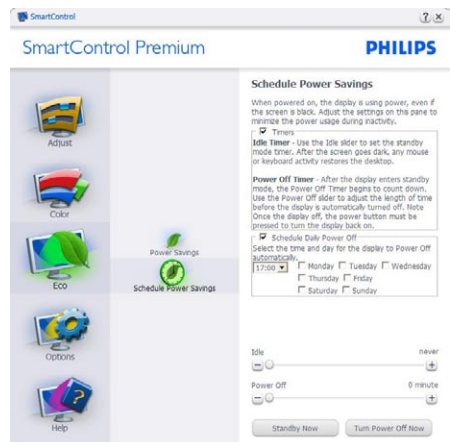 SmartControl
SmartControl Premium
PHILIPS
Adjust
Color
Eco
Options
Help
Power Savings
Schedule Power Savings
Schedule Power Savings
When powered on, the display is using power, even if
the screen is black. Adjust the settings on this pane to
minimize the power usage during inactivity.
Timers
Idle Timer - Use the Idle slider to set the standby
mode timer. After the screen goes dark, any mouse
or keyboard activity restores the desktop.
Power Off Timer - After the display enters standby
mode, the Power Off Timer begins to count down.
Use the Power Off slider to adjust the length of time
before the display is automatically turned off. Note
Once the display off, the power button must be
pressed to turn the display back on.
Schedule Daily Power Off
Select the time and day for the display to Power Off
automatically.
17:00 Monday Tuesday Wednesday
Thursday Friday
Saturday Sunday
Idle never
Power Off 0 minute
Standby Now Turn Power Off Now